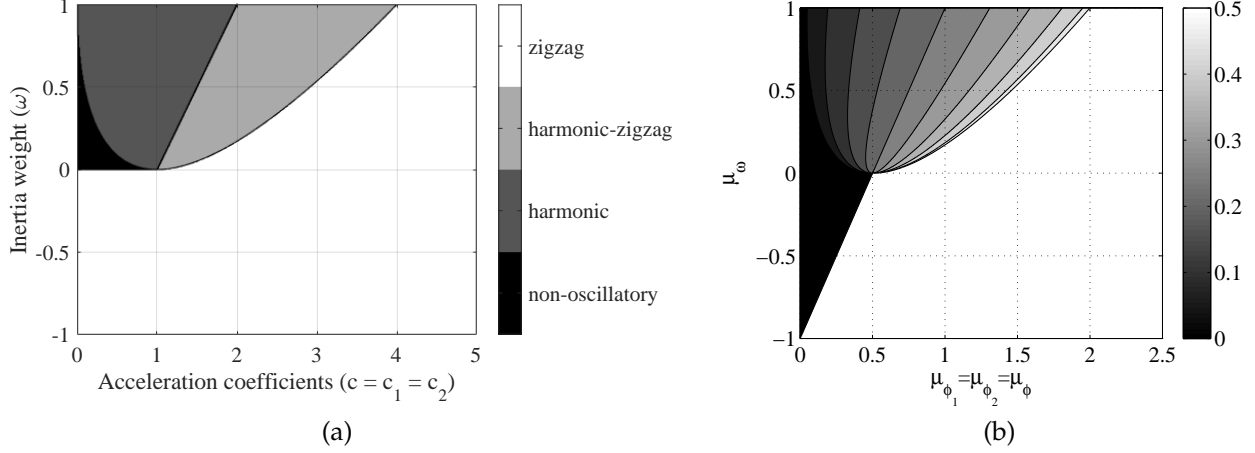 1
0.5
0
-0.5
-1
0 1 2 3 4 5
Inertia weight (ω)
Acceleration coefficients (c = c1 = c2)
zigzag
harmonic-zigzag
harmonic
non-oscillatory
(a)
1
0.5
0
−0.5
−1
0 0.5 1 1.5 2 2.5
μω
μϕ1=μϕ2=μϕ
0.5
0.4
0.3
0.2
0.1
0
(b)